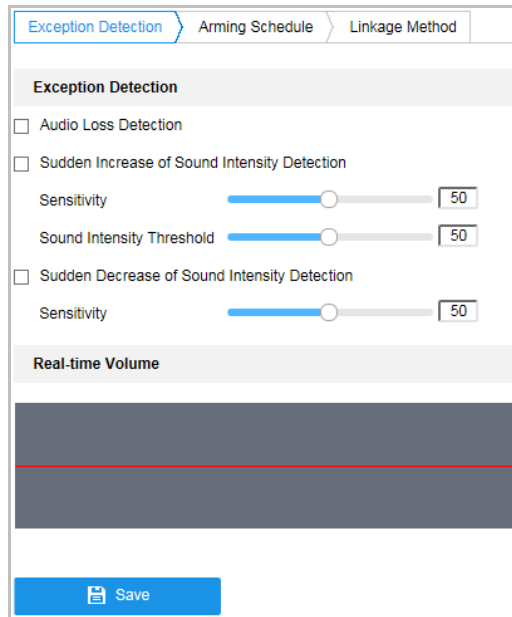 Exception Detection Arming Schedule Linkage Method
Exception Detection
Audio Loss Detection
Sudden Increase of Sound Intensity Detection
Sensitivity 50
Sound Intensity Threshold 50
Sudden Decrease of Sound Intensity Detection
Sensitivity 50
Real-time Volume
Save